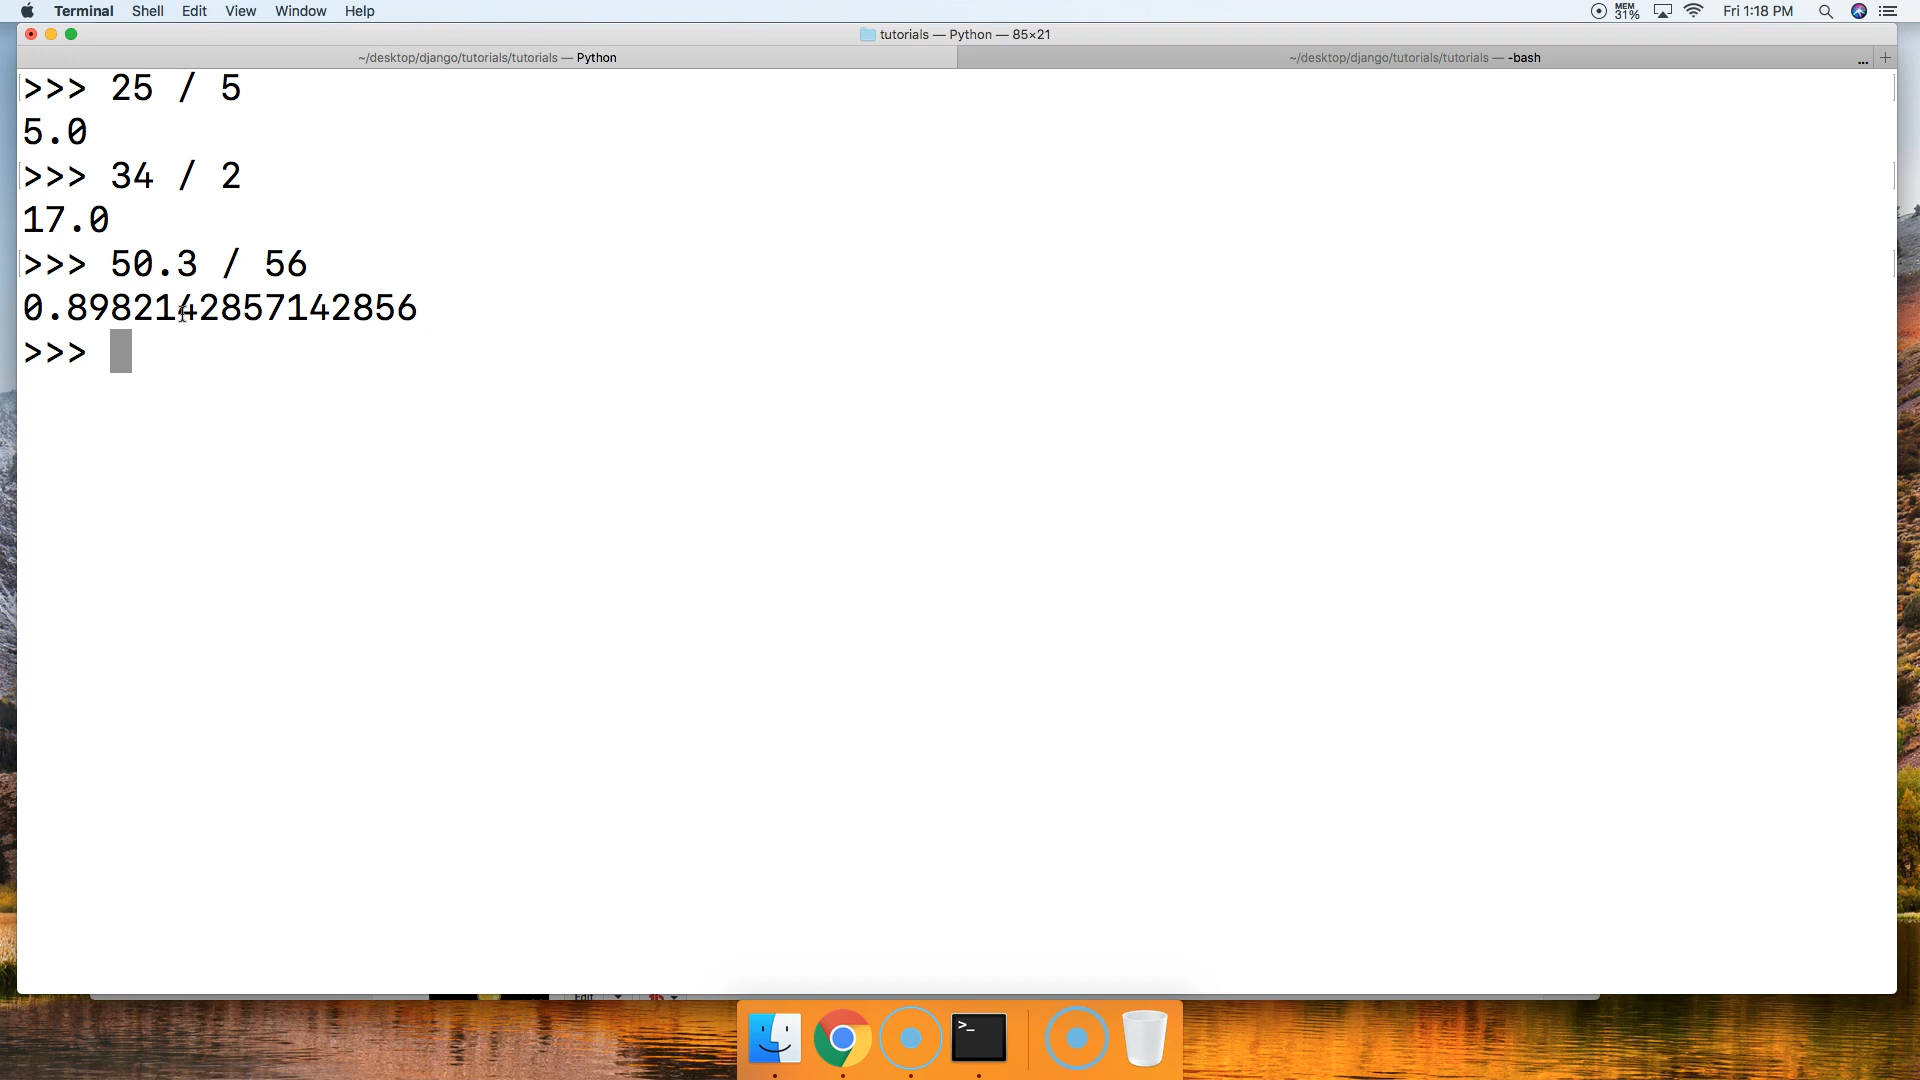 Terminal Shell Edit View Window Help MEM 31% Fri 1:18 PM
tutorials — Python — 85×21
~/desktop/django/tutorials/tutorials — Python ~/desktop/django/tutorials/tutorials — -bash ... +
>>> 25 / 5
5.0
>>> 34 / 2
17.0
>>> 50.3 / 56
0.8982142857142856
>>>
Edit
>_